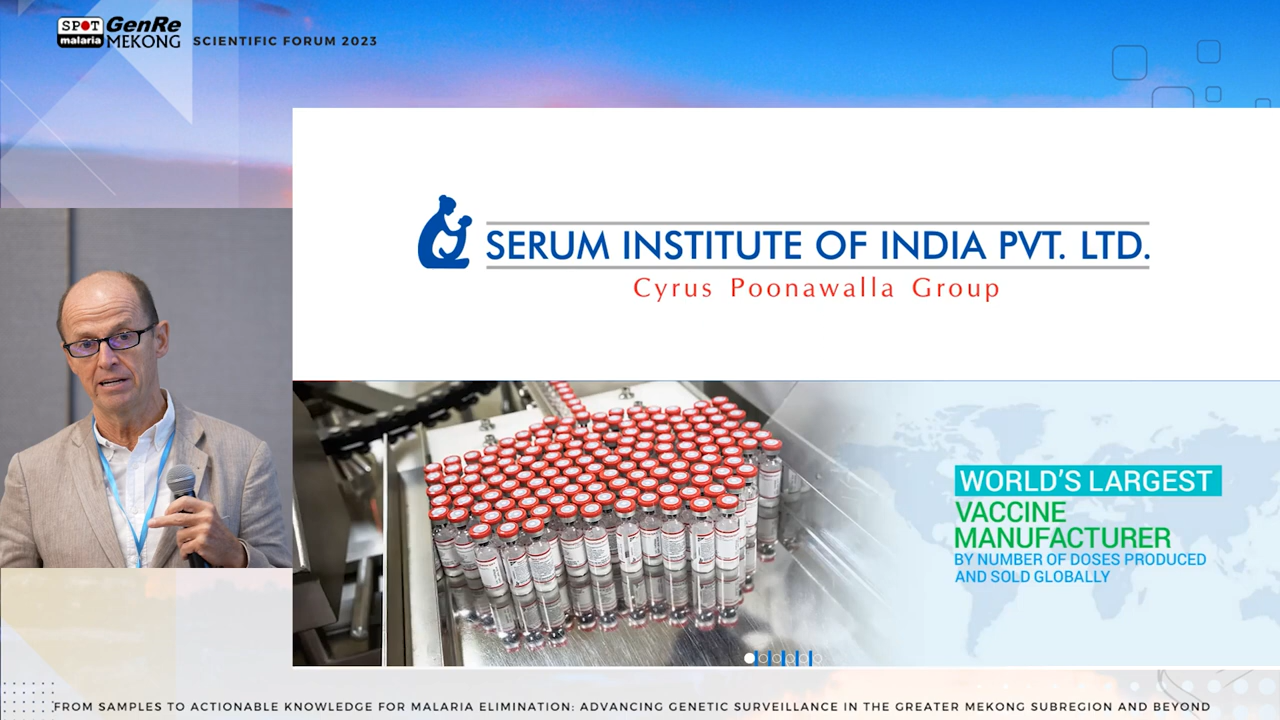 SPOT malaria GenRe MEKONG SCIENTIFIC FORUM 2023
SERUM INSTITUTE OF INDIA PVT. LTD.
Cyrus Poonawalla Group
WORLD'S LARGEST
VACCINE
MANUFACTURER
BY NUMBER OF DOSES PRODUCED
AND SOLD GLOBALLY
FROM SAMPLES TO ACTIONABLE KNOWLEDGE FOR MALARIA ELIMINATION: ADVANCING GENETIC SURVEILLANCE IN THE GREATER MEKONG SUBREGION AND BEYOND